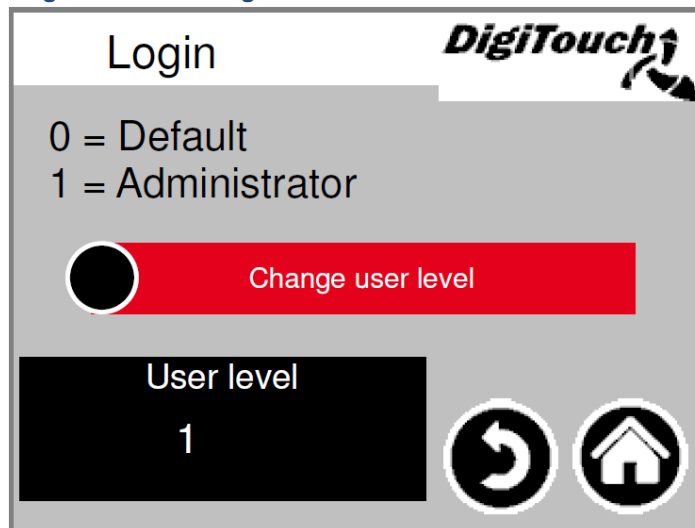 Login
DigiTouch
0 = Default
1 = Administrator
Change user level
User level
1